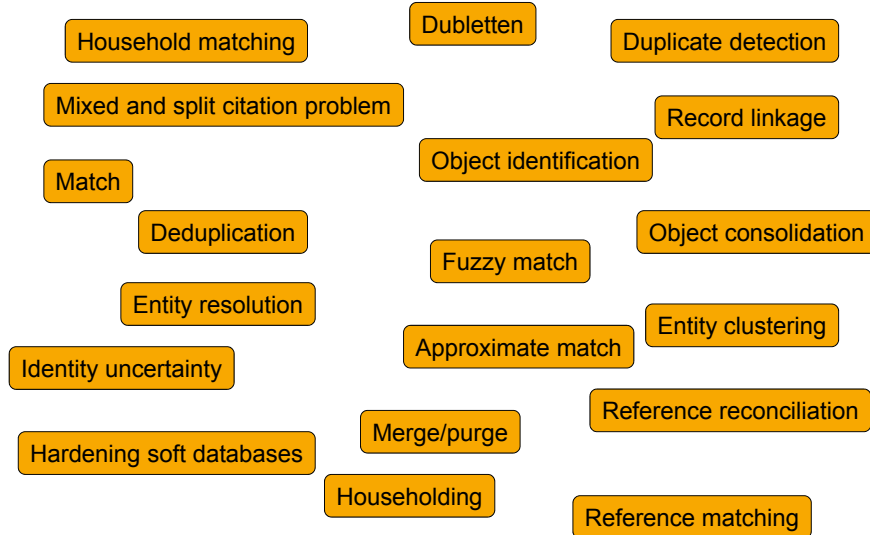 Dubletten
Household matching
Duplicate detection
Mixed and split citation problem
Record linkage
Object identification
Match
Deduplication
Object consolidation
Fuzzy match
Entity resolution
Entity clustering
Approximate match
Identity uncertainty
Reference reconciliation
Merge/purge
Hardening soft databases
Householding
Reference matching